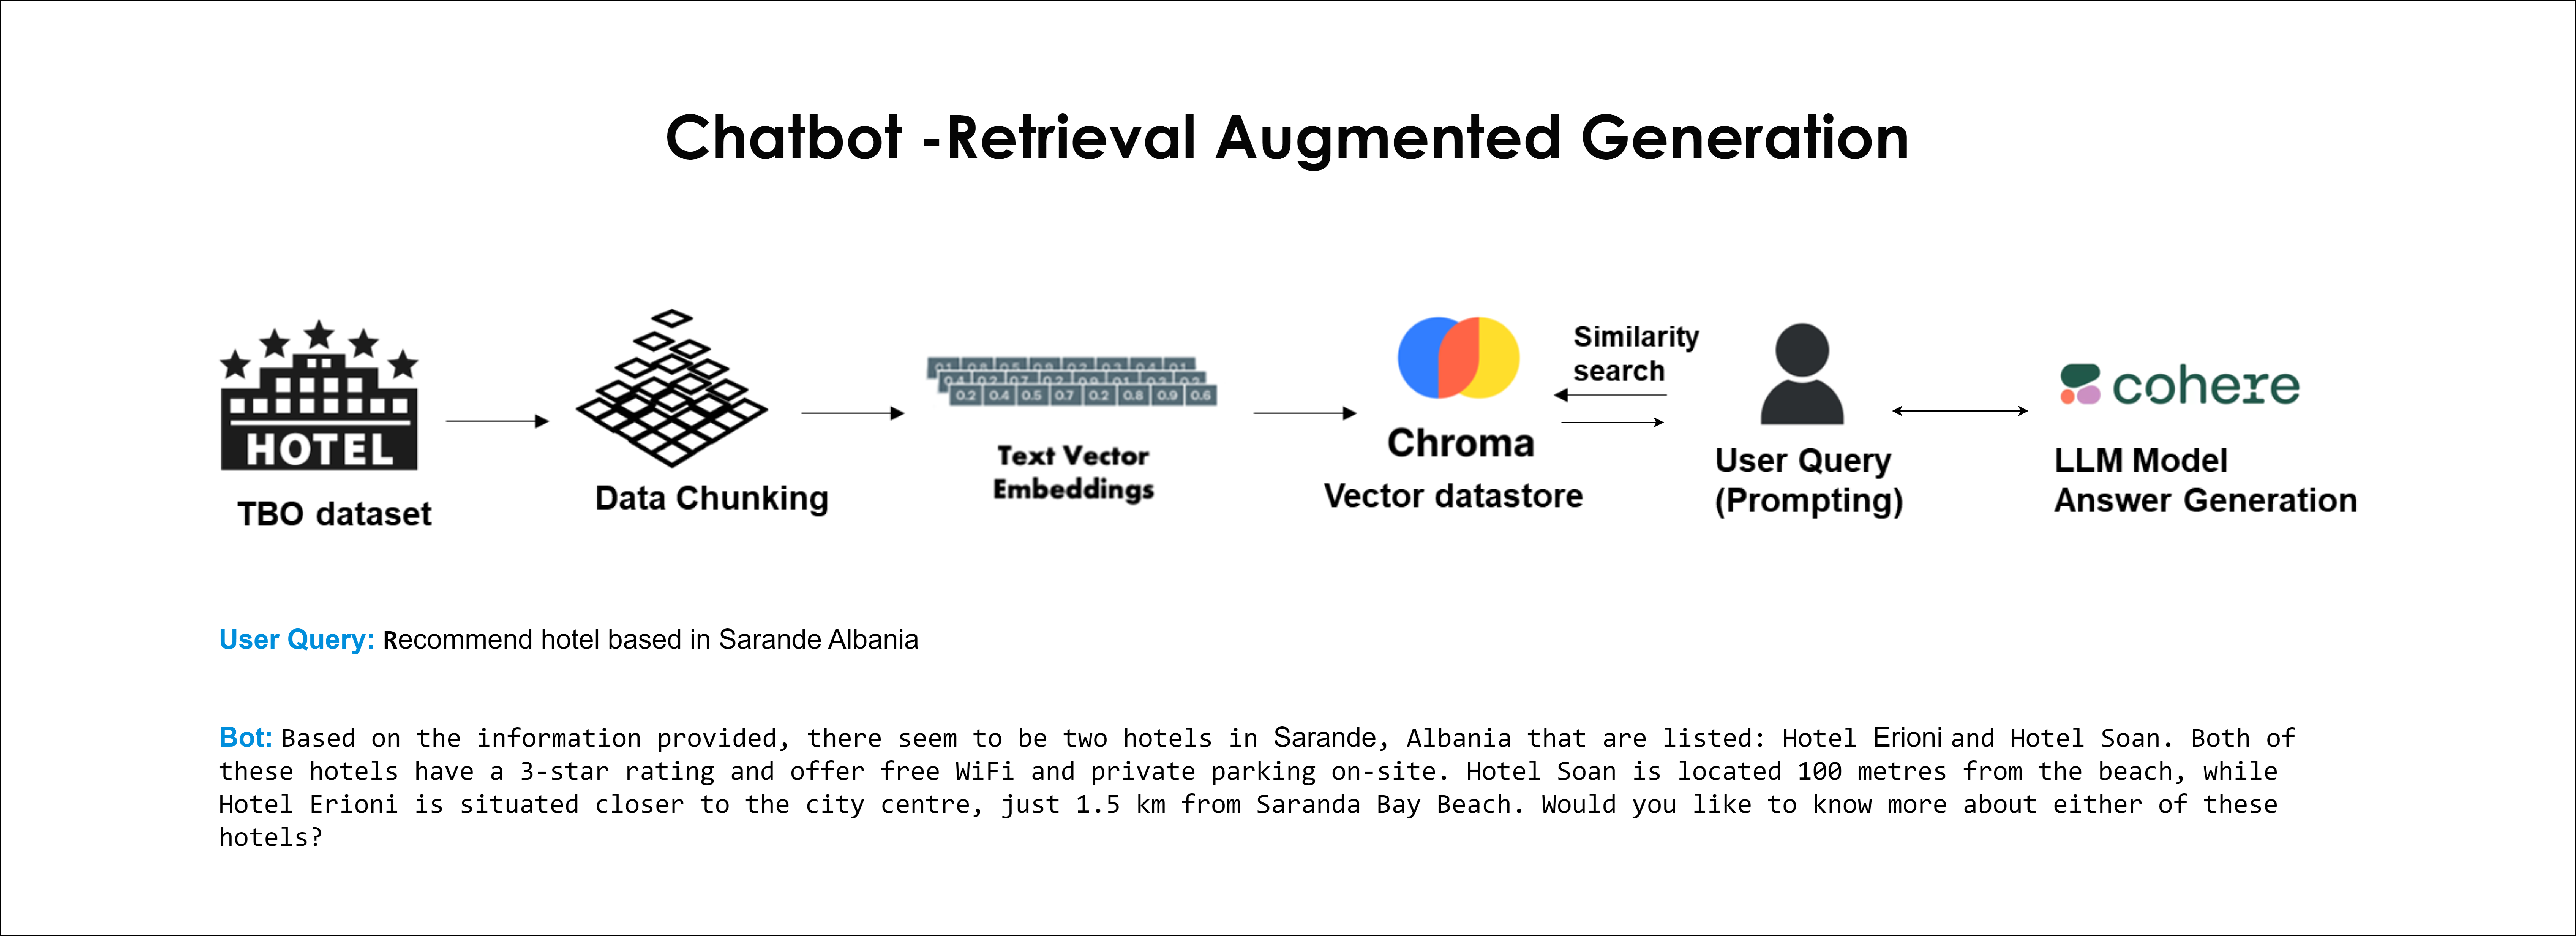 Chatbot -Retrieval Augmented Generation
HOTEL
TBO dataset
Data Chunking
0.2 0.4 0.5 0.7 0.2 0.8 0.9 0.6
Text Vector
Embeddings
Chroma
Vector datastore
Similarity
search
User Query
(Prompting)
cohere
LLM Model
Answer Generation
User Query: Recommend hotel based in Sarande Albania
Bot: Based on the information provided, there seem to be two hotels in Sarande, Albania that are listed: Hotel Erioni and Hotel Soan. Both of
these hotels have a 3-star rating and offer free WiFi and private parking on-site. Hotel Soan is located 100 metres from the beach, while
Hotel Erioni is situated closer to the city centre, just 1.5 km from Saranda Bay Beach. Would you like to know more about either of these
hotels?